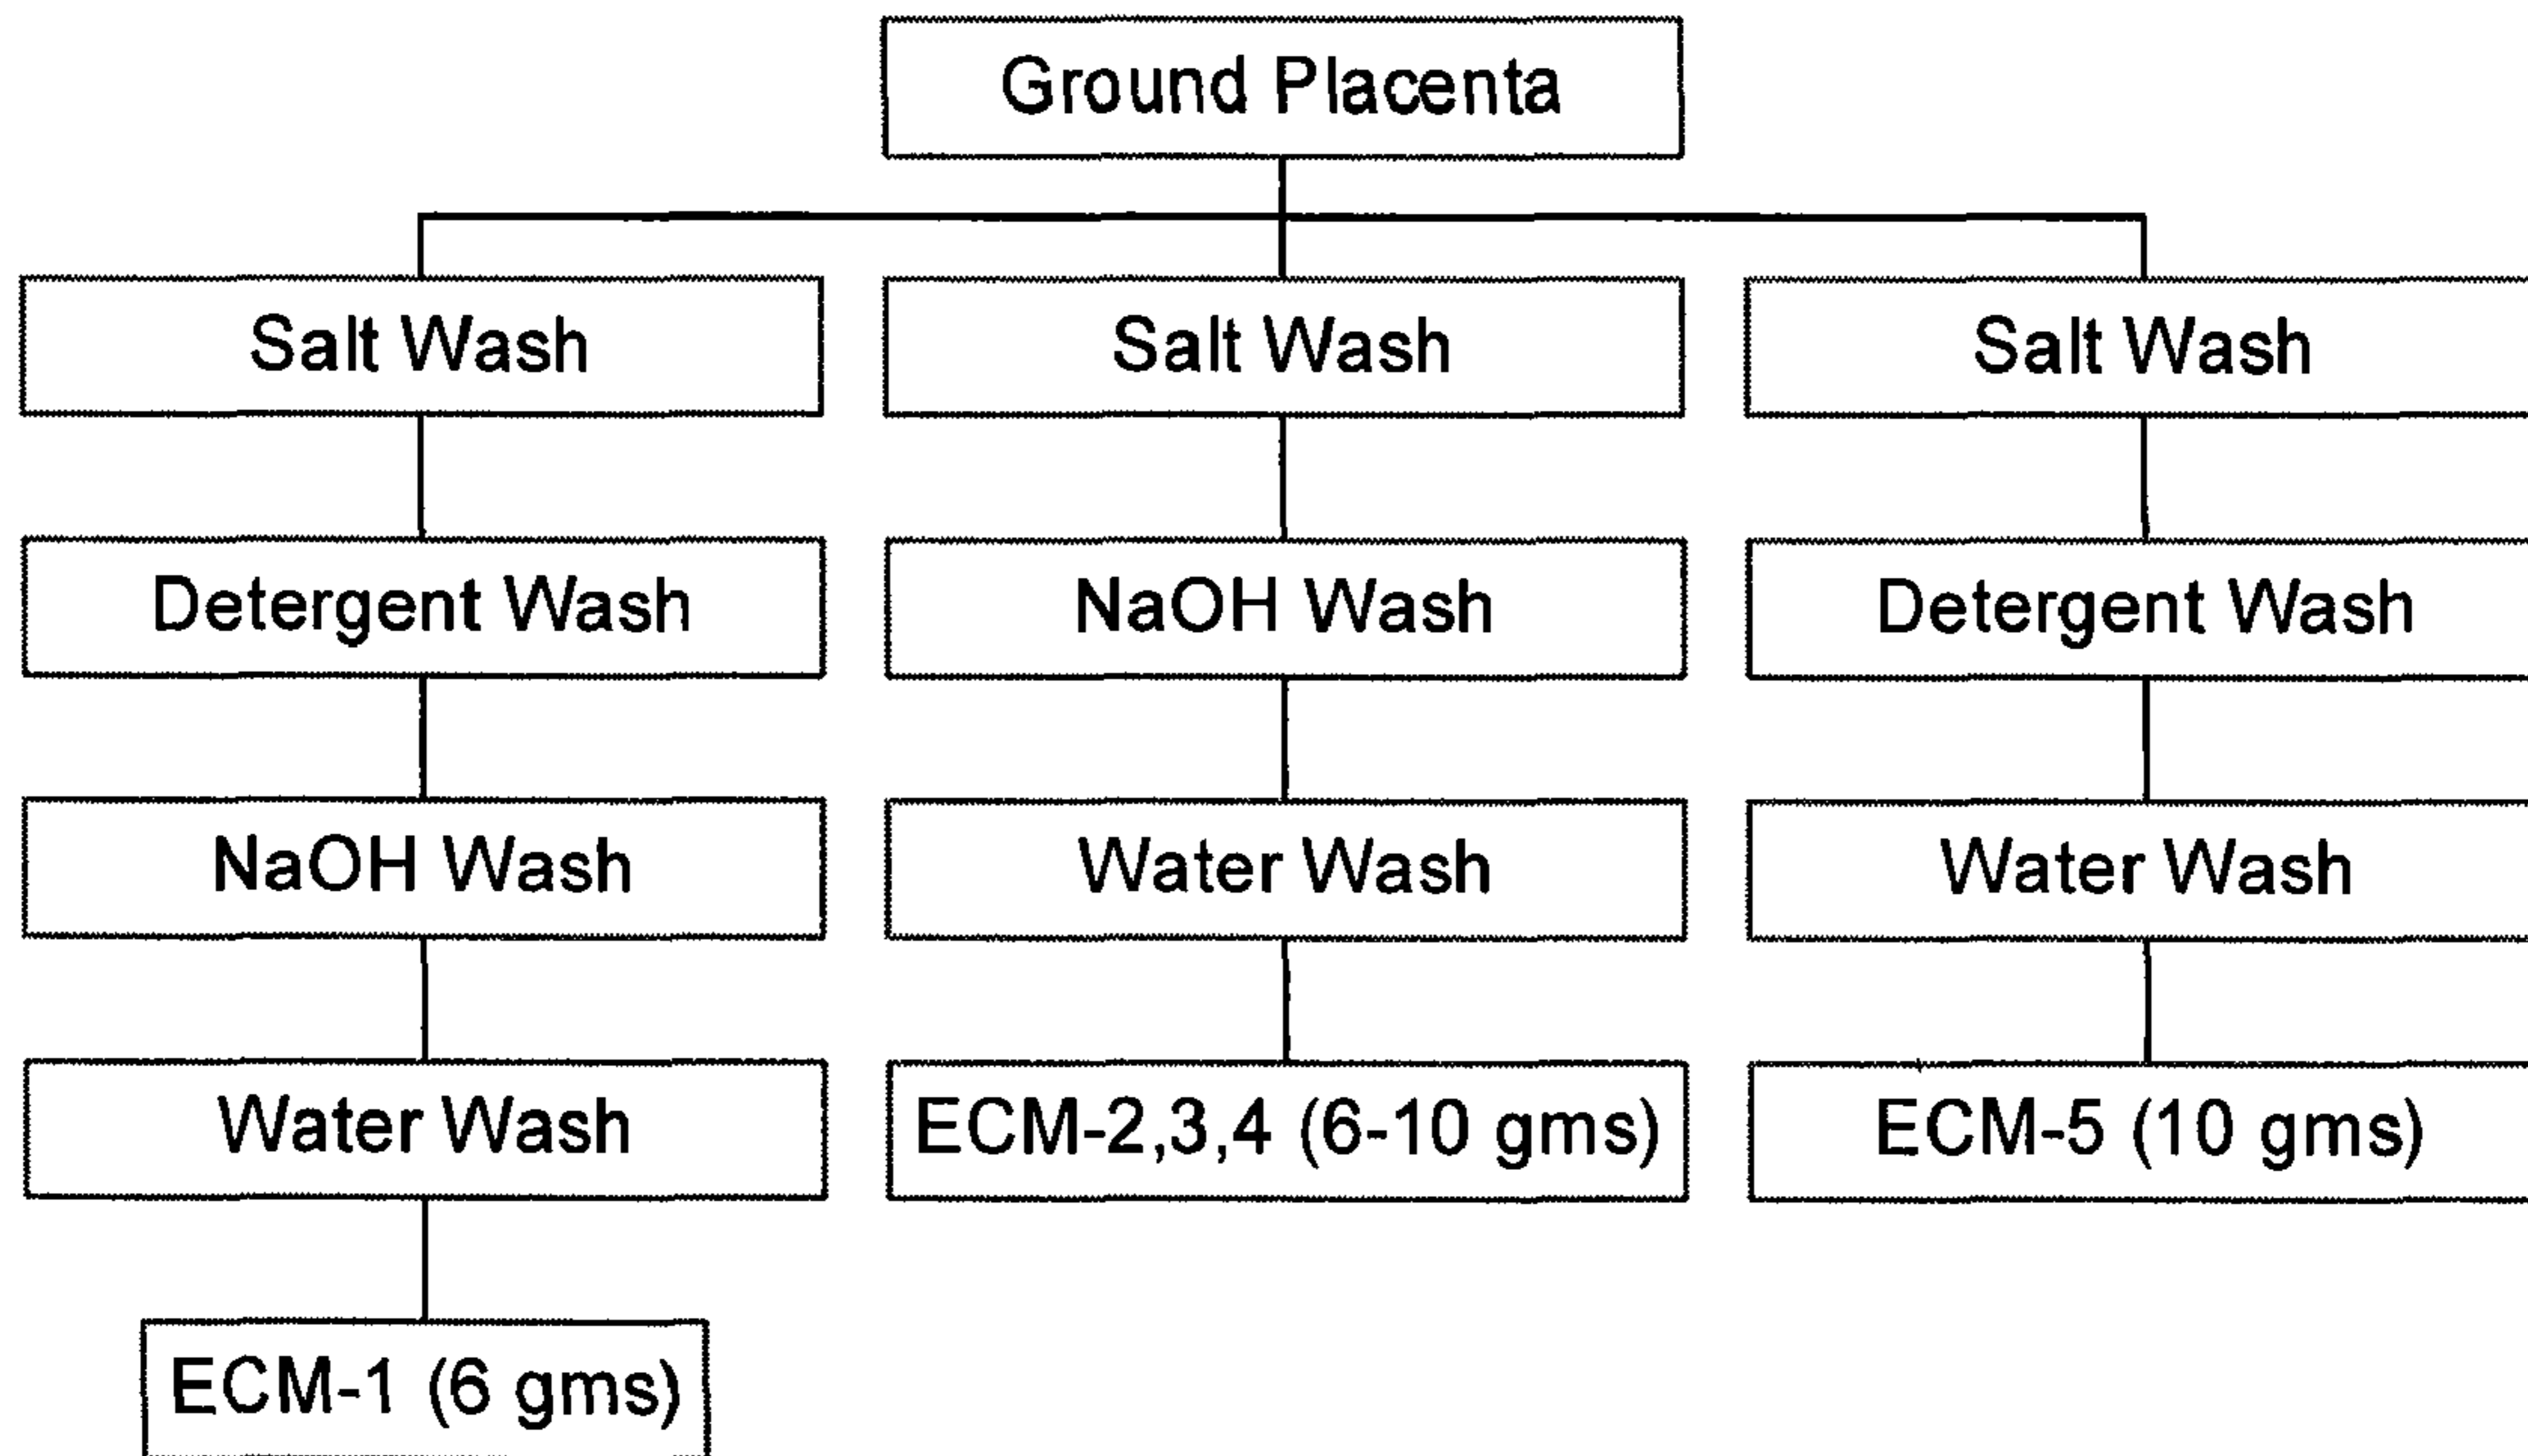 Ground Placenta
Salt Wash
Salt Wash
Salt Wash
Detergent Wash
NaOH Wash
Detergent Wash
NaOH Wash
Water Wash
Water Wash
Water Wash
ECM-2,3,4 (6-10 gms)
ECM-5 (10 gms)
ECM-1 (6 gms)